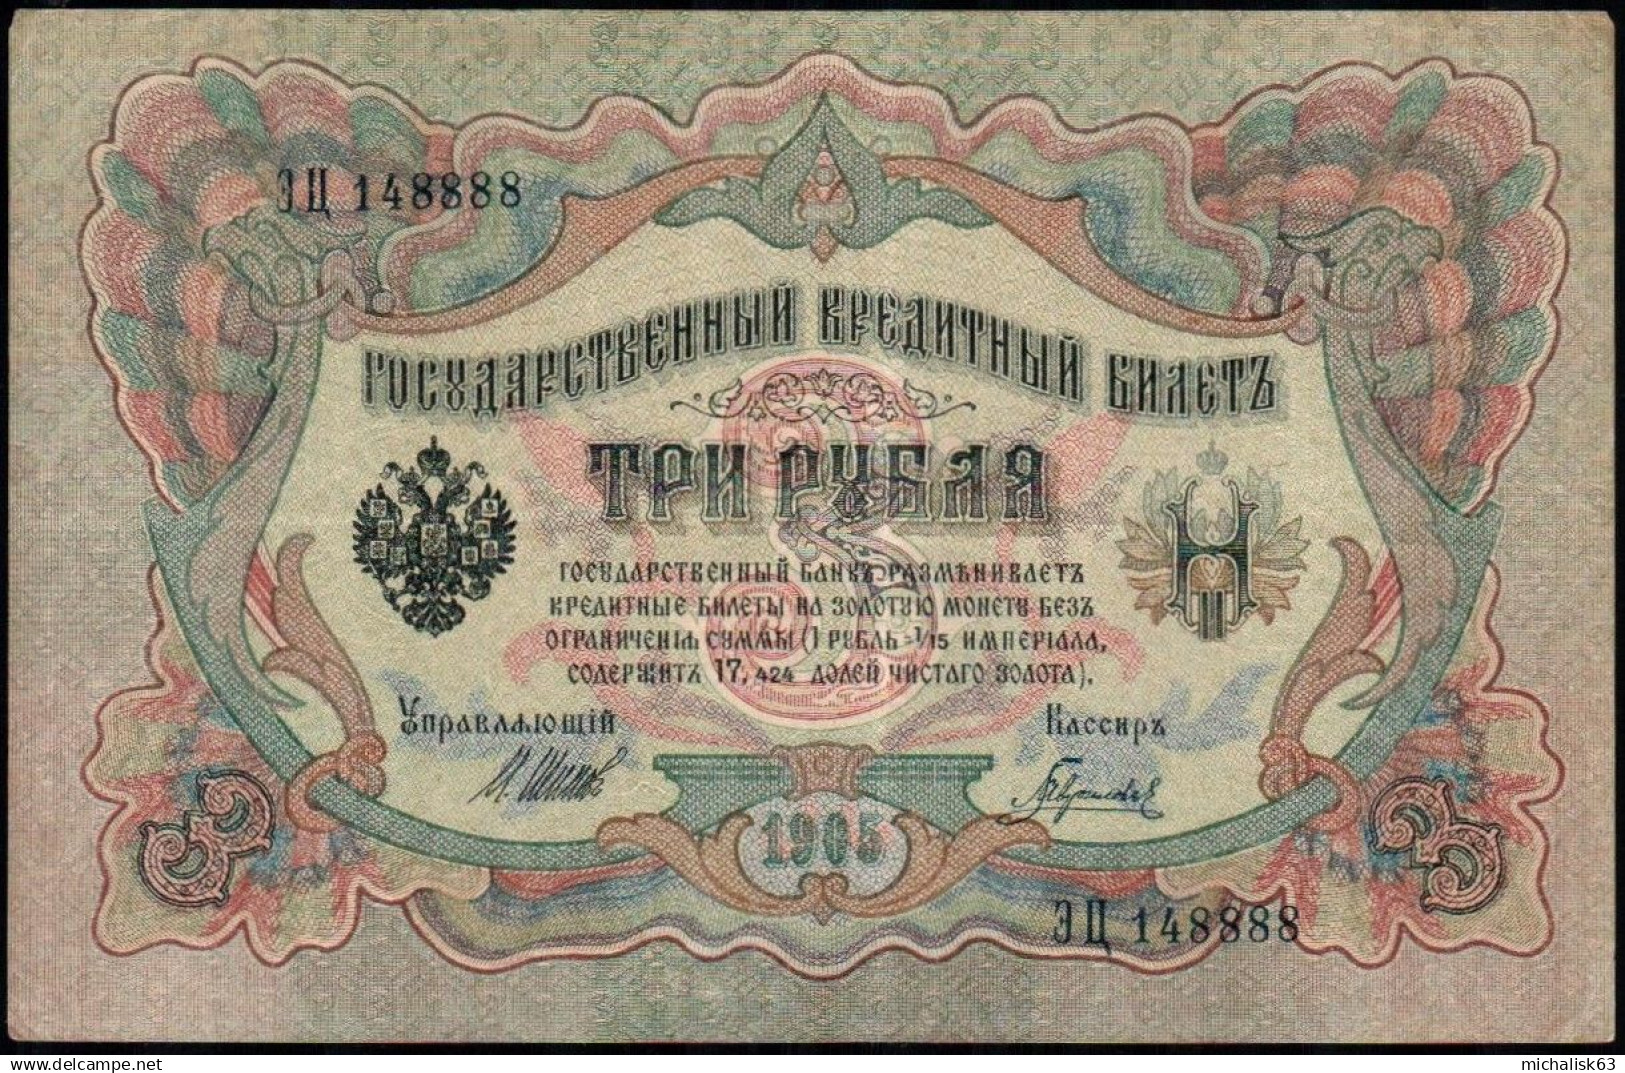 ЭЦ 148888
Государственный Кредитный Билетъ
Три рубля
Государственный Банкъ размѣниваетъ
кредитные билеты на золотую монету безъ
ограниченія суммы (1 рубль = 1/15 имперіала,
содержитъ 17,424 долей чистаго золота).
Управляющій
Кассиръ
1905
3
3
ЭЦ 148888
www.delcampe.net
michalisk63